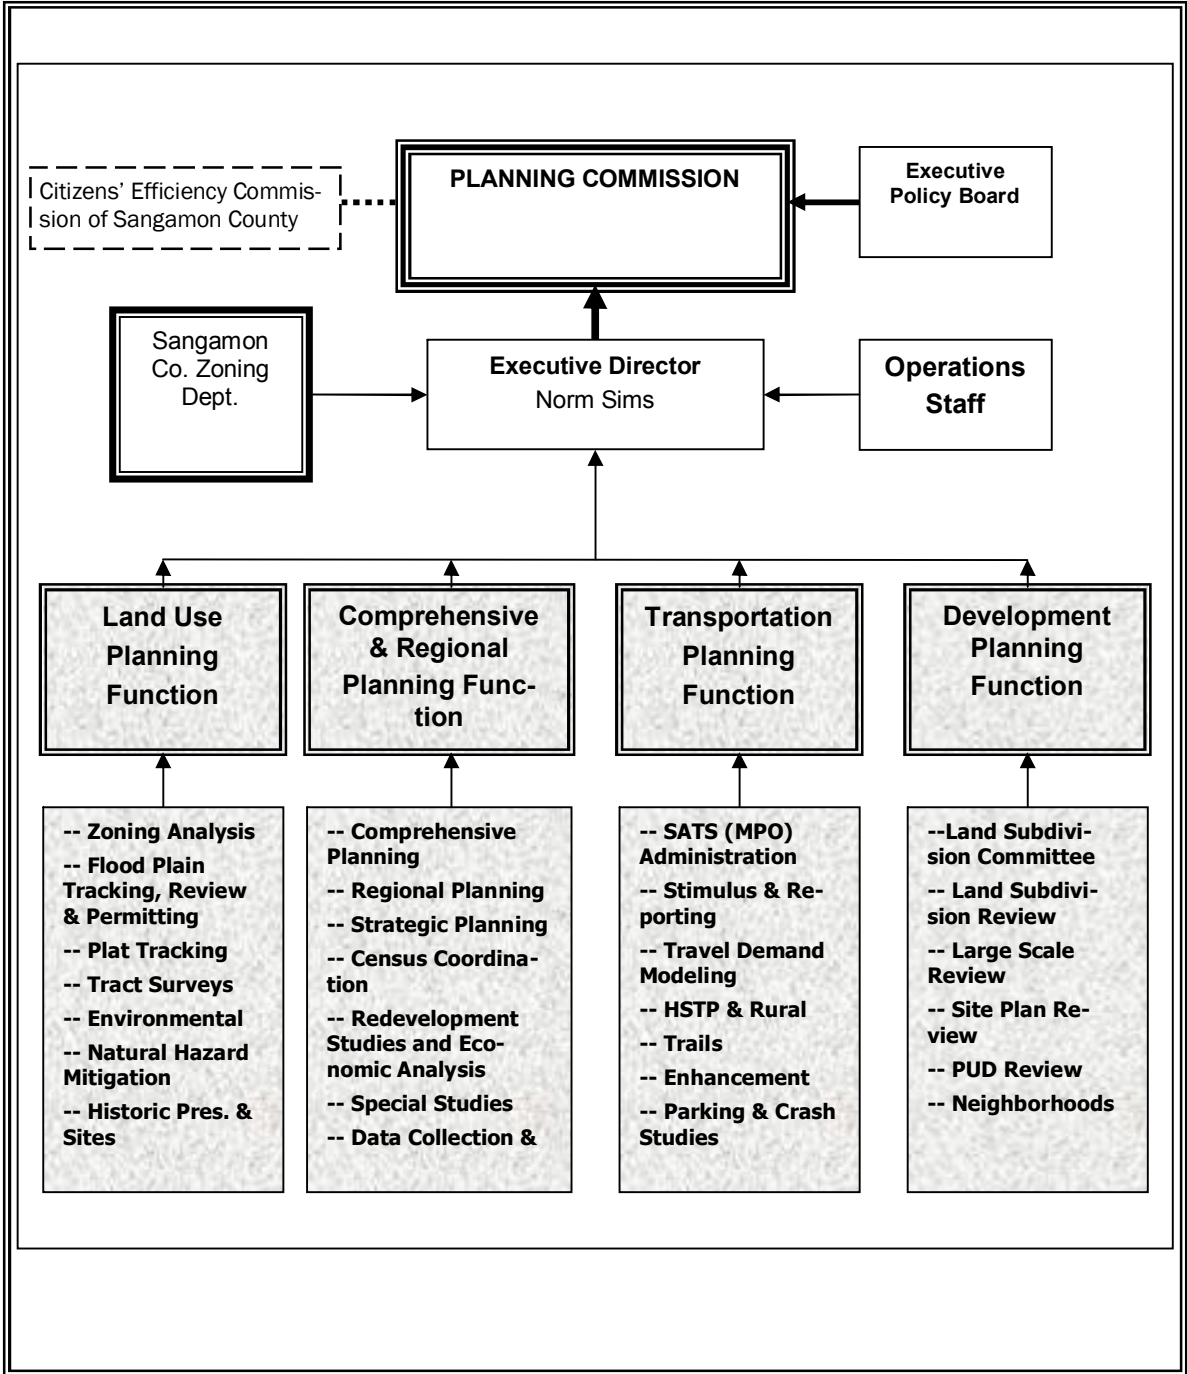 PLANNING COMMISSION
Citizens' Efficiency Commis-
sion of Sangamon County
Executive
Policy Board
Sangamon
Co. Zoning
Dept.
Executive Director
Norm Sims
Operations
Staff
Land Use
Planning
Function
Comprehensive
& Regional
Planning Func-
tion
Transportation
Planning
Function
Development
Planning
Function
-- Zoning Analysis
-- Flood Plain
Tracking, Review
& Permitting
-- Plat Tracking
-- Tract Surveys
-- Environmental
-- Natural Hazard
Mitigation
-- Historic Pres. &
Sites
-- Comprehensive
Planning
-- Regional Planning
-- Strategic Planning
-- Census Coordina-
tion
-- Redevelopment
Studies and Eco-
nomic Analysis
-- Special Studies
-- Data Collection &
-- SATS (MPO)
Administration
-- Stimulus & Re-
porting
-- Travel Demand
Modeling
-- HSTP & Rural
-- Trails
-- Enhancement
-- Parking & Crash
Studies
--Land Subdivi-
sion Committee
-- Land Subdivi-
sion Review
-- Large Scale
Review
-- Site Plan Re-
view
-- PUD Review
-- Neighborhoods